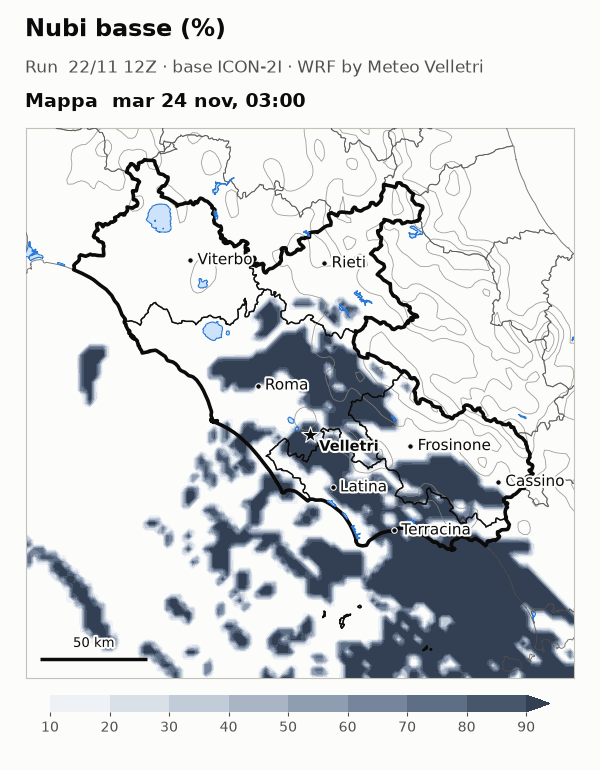 Nubi basse (%)
Run  22/11 12Z · base ICON-2I · WRF by Meteo Velletri
Mappa  mar 24 nov, 03:00
Viterbo
Rieti
Roma
Velletri
Frosinone
Cassino
Latina
Terracina
50 km
10 20 30 40 50 60 70 80 90